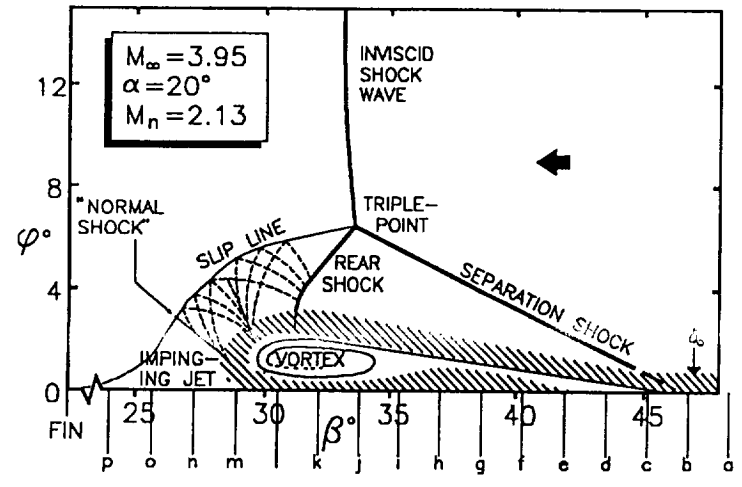 M∞=3.95
α=20°
Mn=2.13
INVISCID
SHOCK
WAVE
12
8
4
0
φ°
"NORMAL
SHOCK"
SLIP LINE
TRIPLE-
POINT
REAR
SHOCK
SEPARATION SHOCK
IMPING-
ING JET
VORTEX
FIN
25
30
35
40
45
β°
p o n m l k j i h g f e d c b a